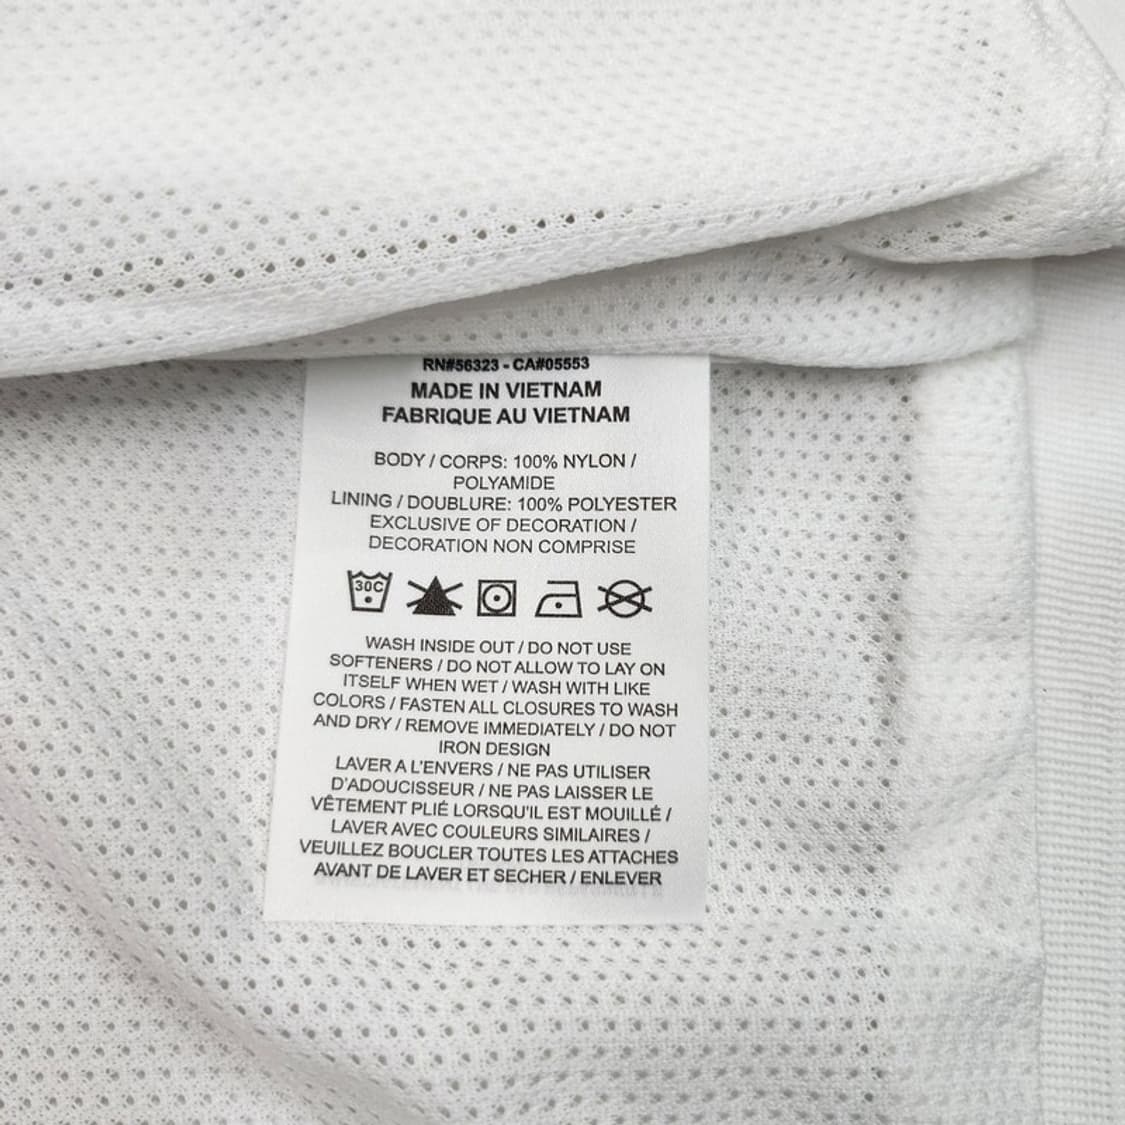 RN#56323 - CA#05553
MADE IN VIETNAM
FABRIQUE AU VIETNAM
BODY / CORPS: 100% NYLON /
POLYAMIDE
LINING / DOUBLURE: 100% POLYESTER
EXCLUSIVE OF DECORATION /
DECORATION NON COMPRISE
30C
WASH INSIDE OUT / DO NOT USE
SOFTENERS / DO NOT ALLOW TO LAY ON
ITSELF WHEN WET / WASH WITH LIKE
COLORS / FASTEN ALL CLOSURES TO WASH
AND DRY / REMOVE IMMEDIATELY / DO NOT
IRON DESIGN
LAVER A L'ENVERS / NE PAS UTILISER
D'ADOUCISSEUR / NE PAS LAISSER LE
VÊTEMENT PLIÉ LORSQU'IL EST MOUILLÉ /
LAVER AVEC COULEURS SIMILAIRES /
VEUILLEZ BOUCLER TOUTES LES ATTACHES
AVANT DE LAVER ET SECHER / ENLEVER